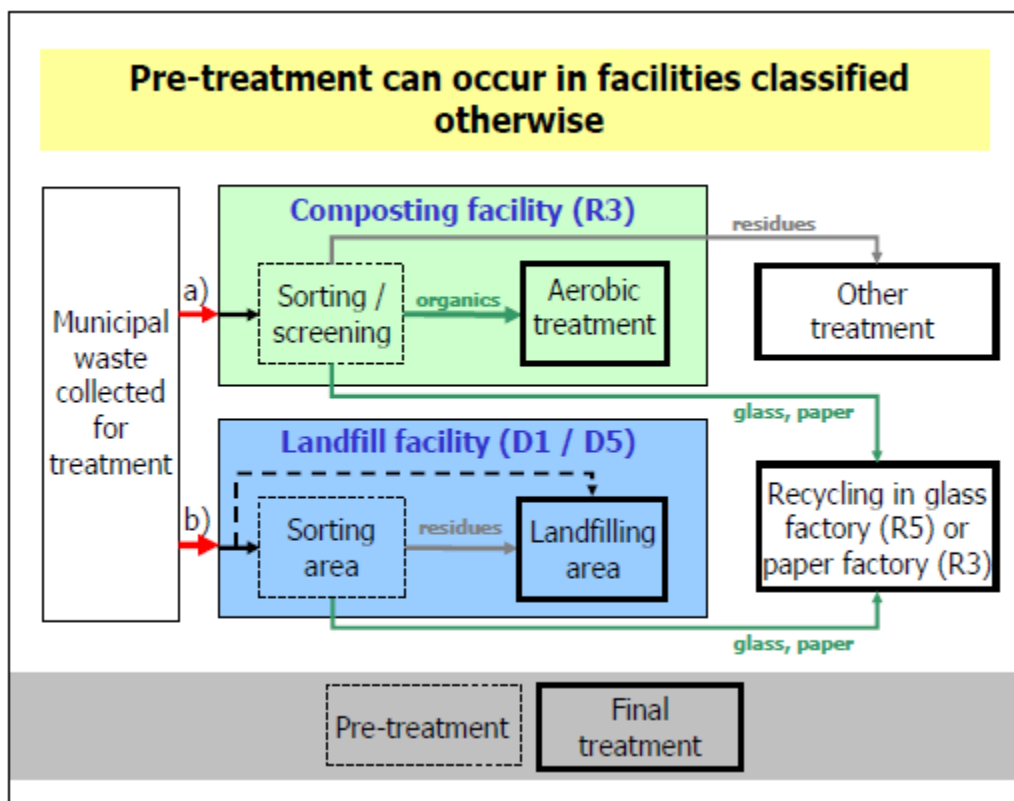 Pre-treatment can occur in facilities classified
otherwise
Municipal
waste
collected
for
treatment
a)
b)
Composting facility (R3)
Sorting /
screening
organics
Aerobic
treatment
residues
Other
treatment
glass, paper
Landfill facility (D1 / D5)
Sorting
area
residues
Landfilling
area
Recycling in glass
factory (R5) or
paper factory (R3)
glass, paper
Pre-treatment
Final
treatment